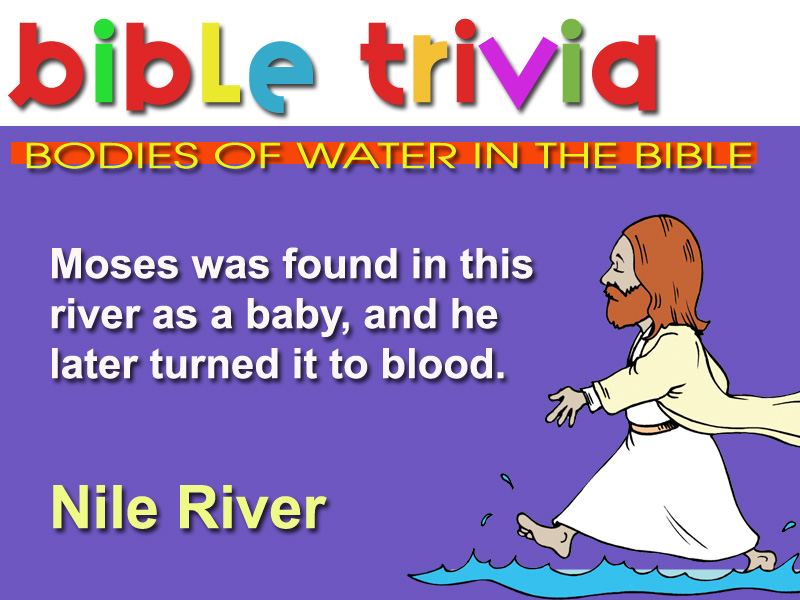 bible trivia
BODIES OF WATER IN THE BIBLE
Moses was found in this
river as a baby, and he
later turned it to blood.
Nile River